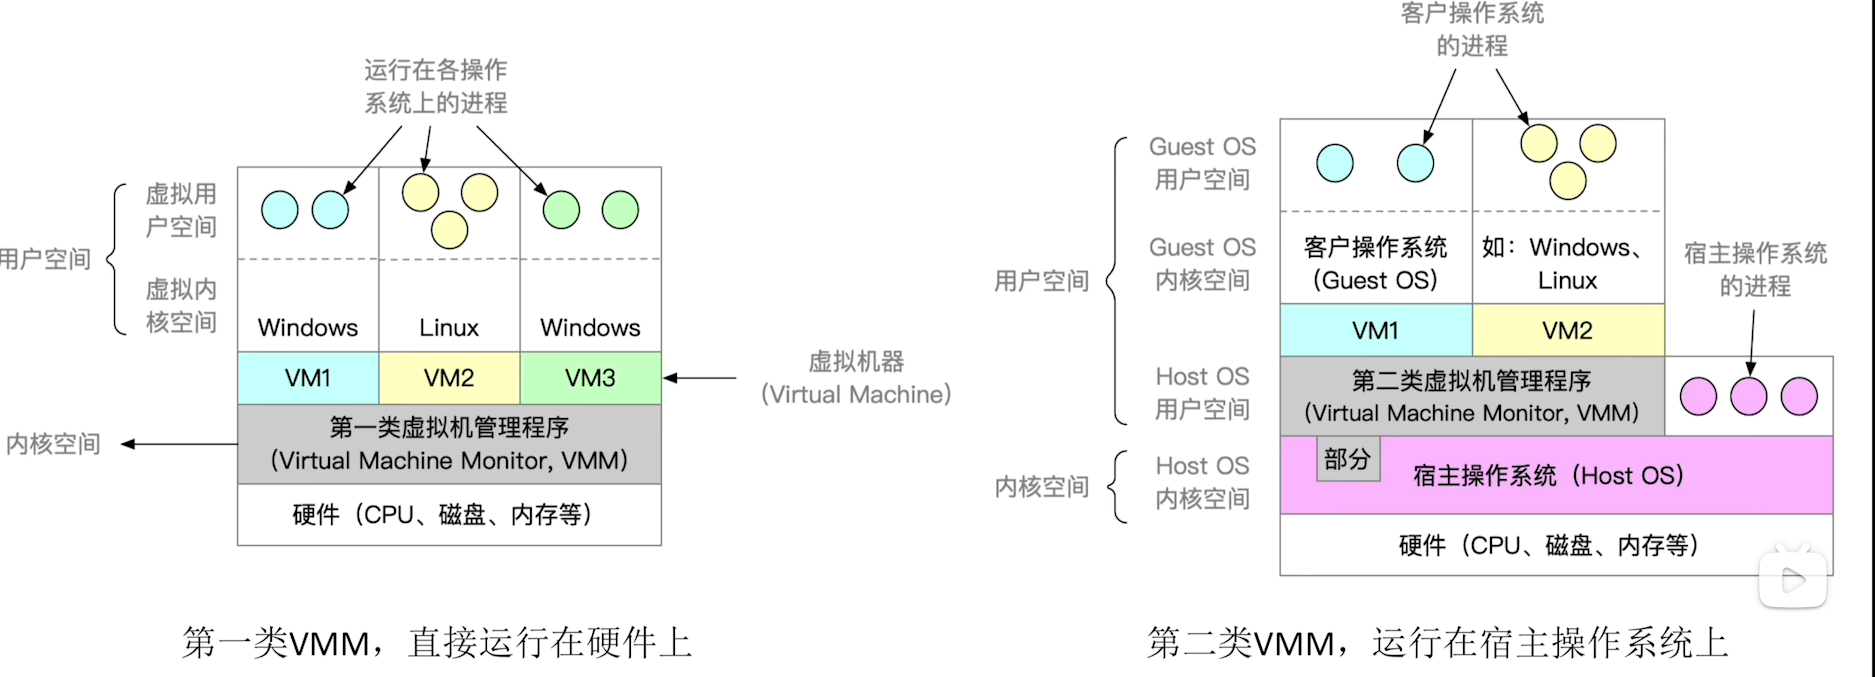 运行在各操作
系统上的进程
用户空间
虚拟用
户空间
虚拟内
核空间
Windows
Linux
Windows
VM1
VM2
VM3
虚拟机器
（Virtual Machine）
内核空间
第一类虚拟机管理程序
（Virtual Machine Monitor, VMM）
硬件（CPU、磁盘、内存等）
第一类VMM，直接运行在硬件上
客户操作系统
的进程
用户空间
Guest OS
用户空间
Guest OS
内核空间
客户操作系统
（Guest OS）
如：Windows、
Linux
宿主操作系统
的进程
VM1
VM2
Host OS
用户空间
第二类虚拟机管理程序
（Virtual Machine Monitor, VMM）
内核空间
Host OS
内核空间
部分
宿主操作系统（Host OS）
硬件（CPU、磁盘、内存等）
第二类VMM，运行在宿主操作系统上